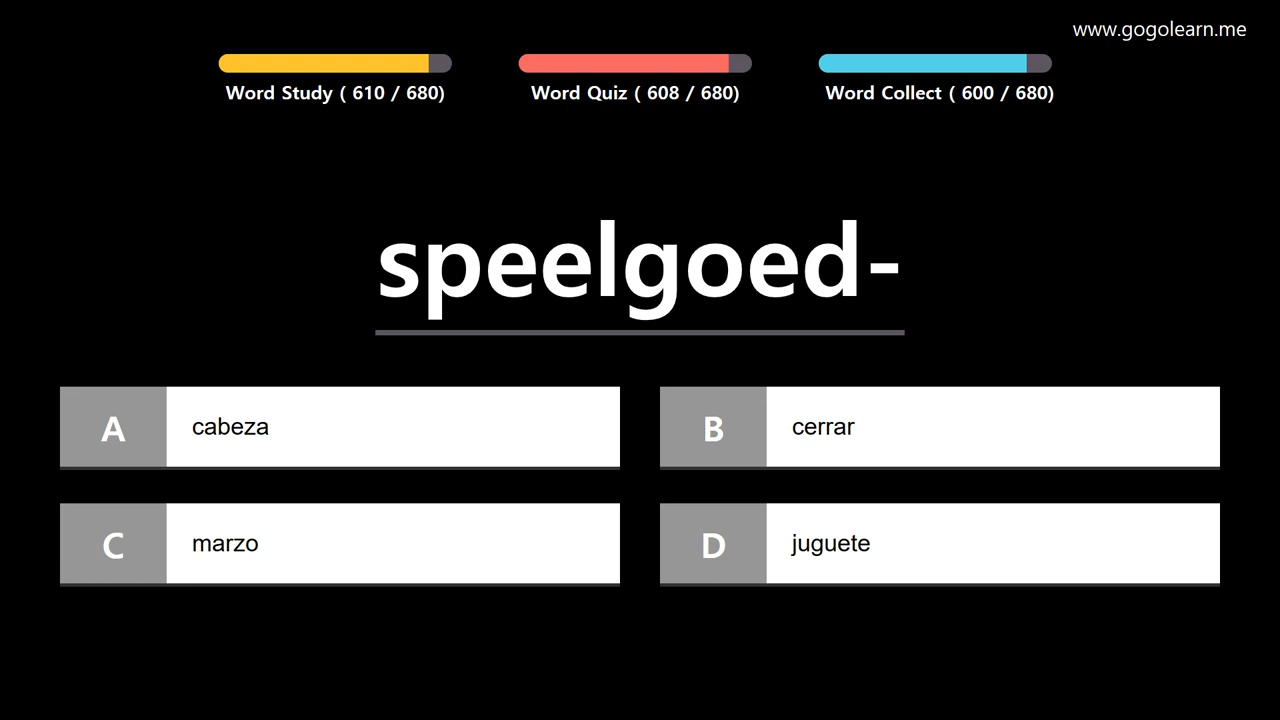 www.gogolearn.me
Word Study ( 610 / 680)
Word Quiz ( 608 / 680)
Word Collect ( 600 / 680)
speelgoed-
A cabeza
B cerrar
C marzo
D juguete